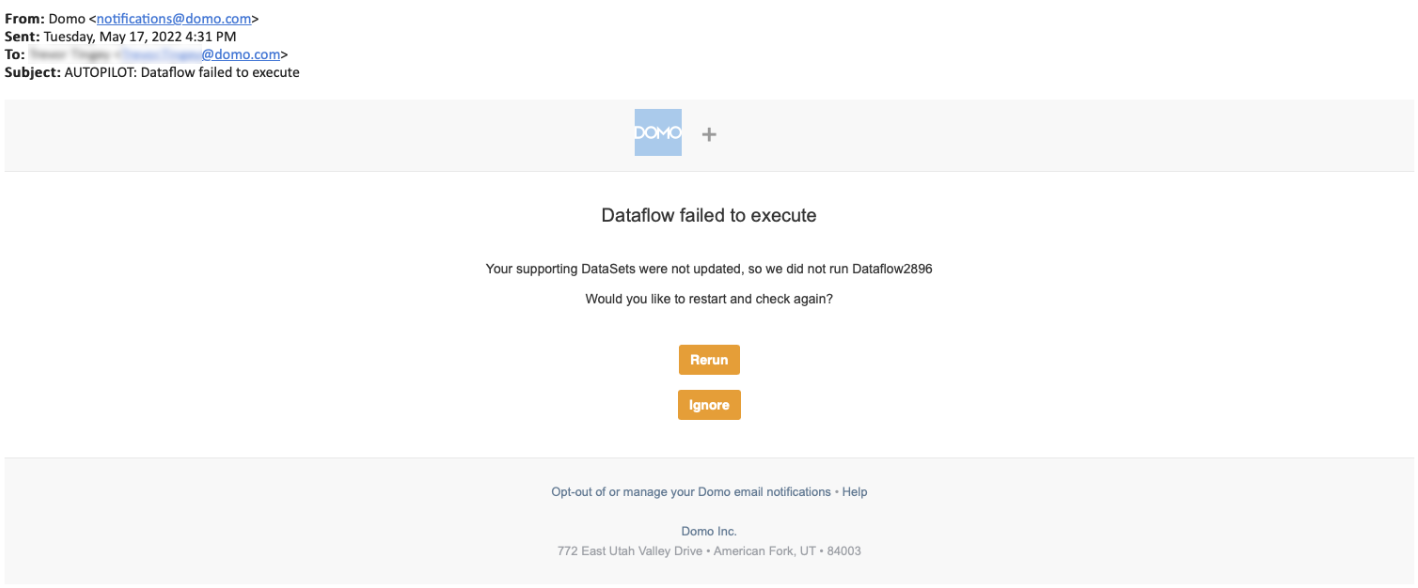 From: Domo <notifications@domo.com>
Sent: Tuesday, May 17, 2022 4:31 PM
To: @domo.com>
Subject: AUTOPILOT: Dataflow failed to execute
DOMO +
Dataflow failed to execute
Your supporting DataSets were not updated, so we did not run Dataflow2896
Would you like to restart and check again?
Rerun
Ignore
Opt-out of or manage your Domo email notifications • Help
Domo Inc.
772 East Utah Valley Drive • American Fork, UT • 84003